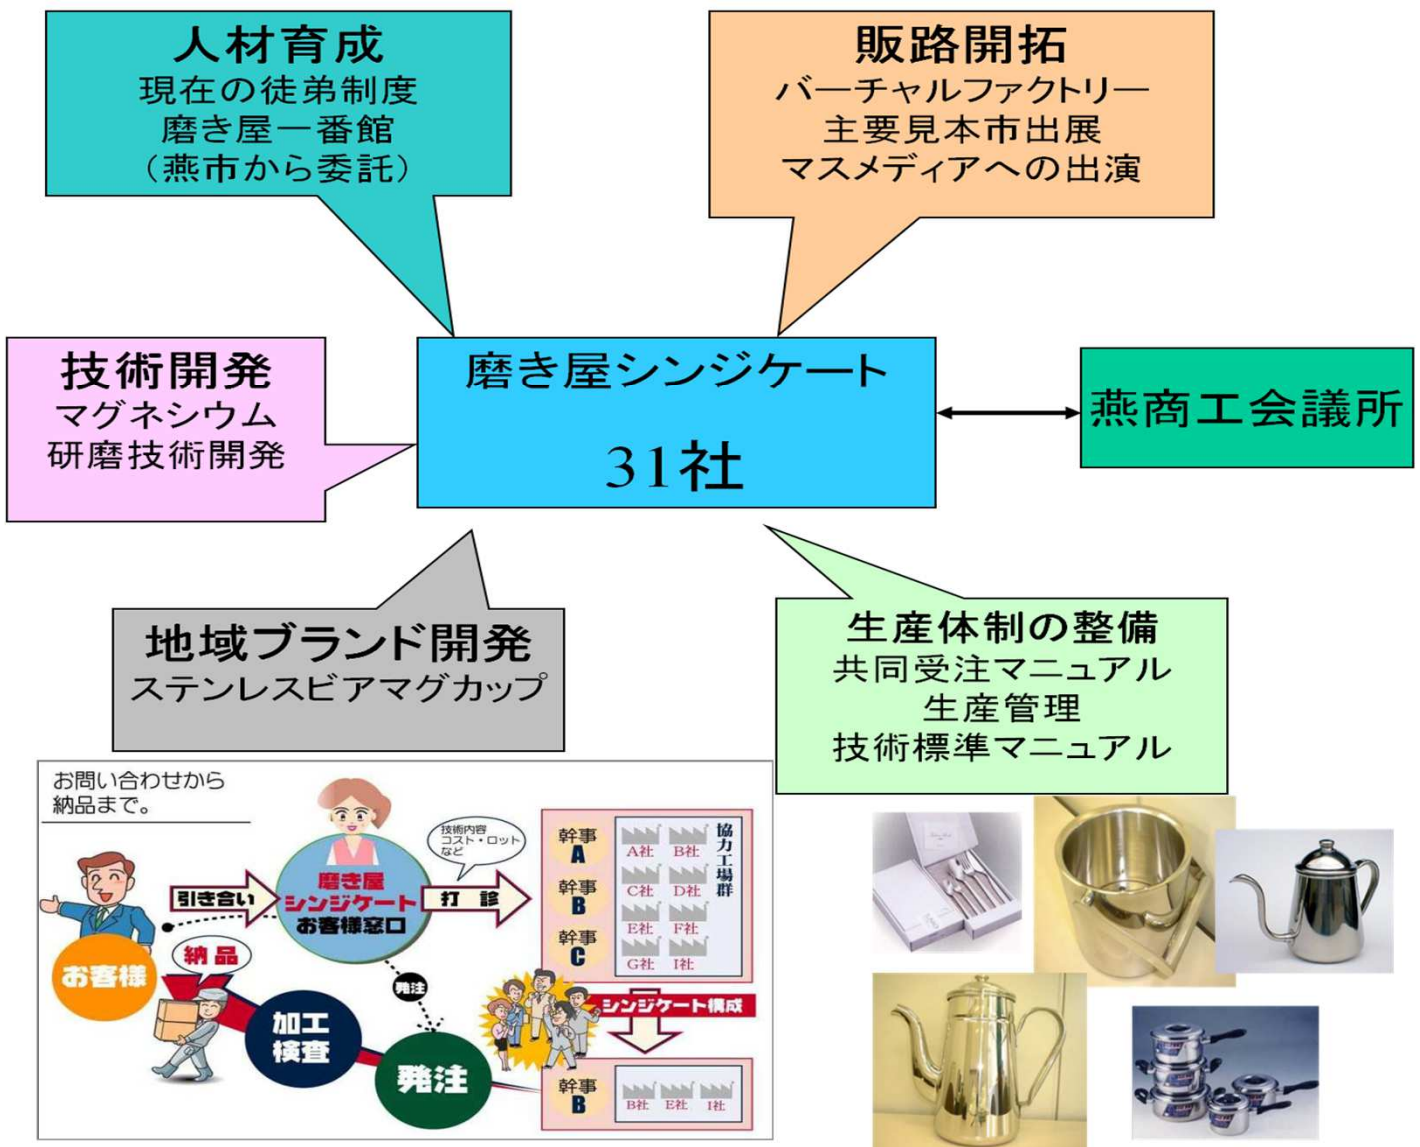 人材育成
現在の徒弟制度
磨き屋一番館
（燕市から委託）
販路開拓
バーチャルファクトリー
主要見本市出展
マスメディアへの出演
技術開発
マグネシウム
研磨技術開発
磨き屋シンジケート
31社
燕商工会議所
地域ブランド開発
ステンレスビアマグカップ
生産体制の整備
共同受注マニュアル
生産管理
技術標準マニュアル
お問い合わせから
納品まで。
お客様
引き合い
磨き屋
シンジケート
お客様窓口
技術内容
コスト・ロット
など
打診
幹事
A
幹事
B
幹事
C
A社 B社
C社 D社
E社 F社
G社 I社
協力工場群
シンジケート構成
幹事
B
B社 E社 I社
発注
発注
加工
検査
納品